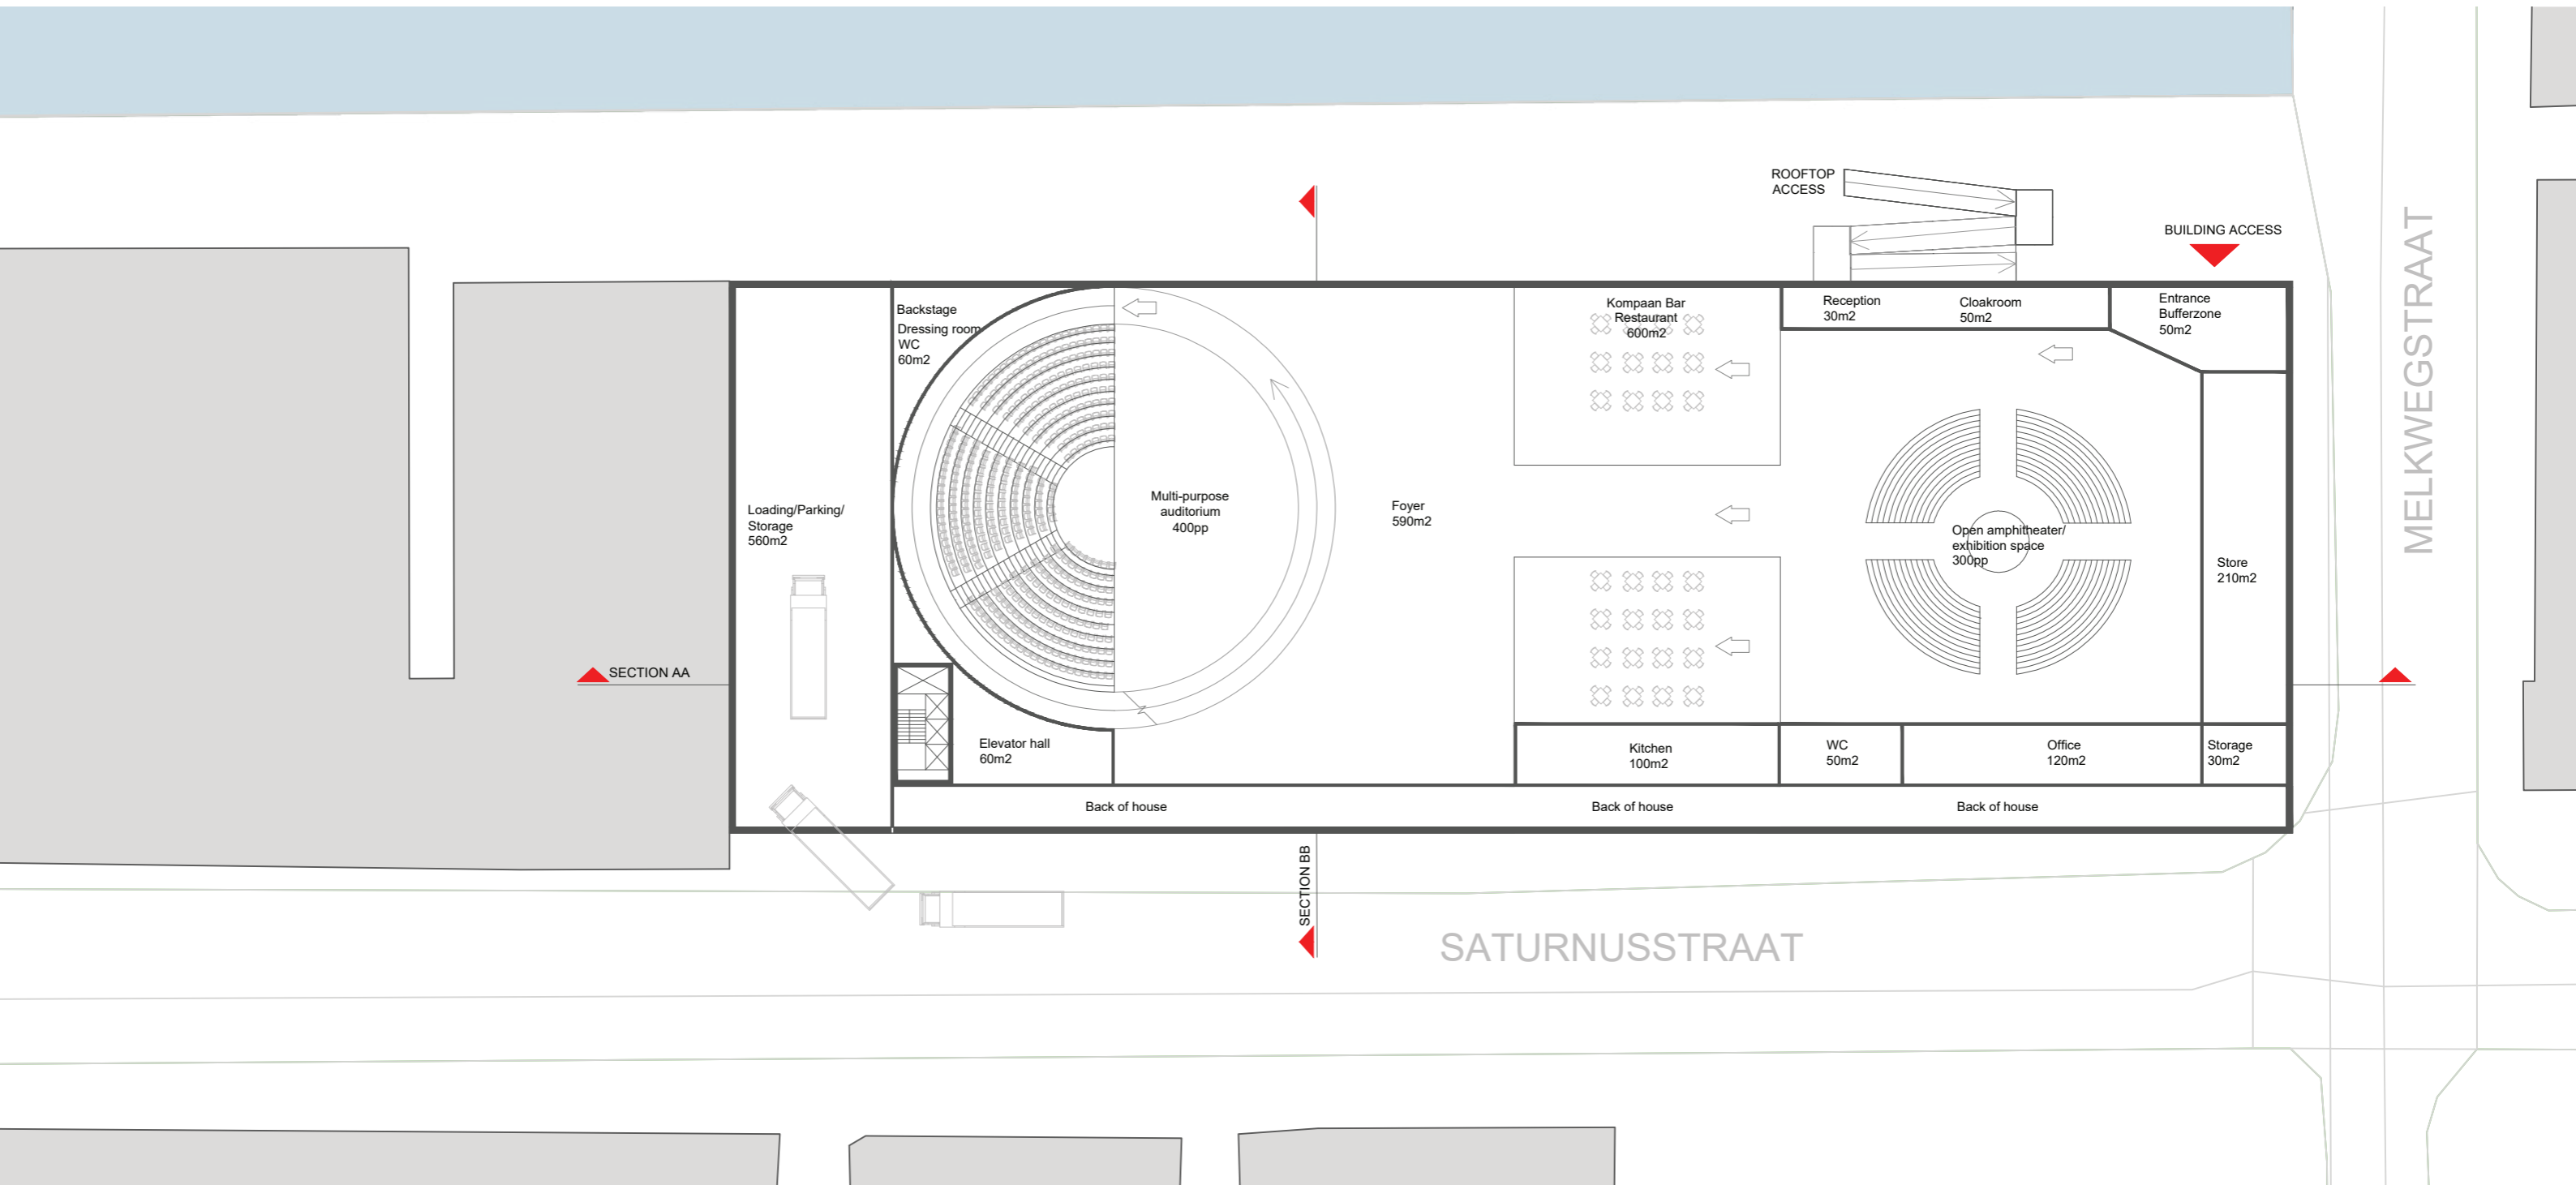 ROOFTOP
ACCESS
BUILDING ACCESS
MELKWEGSTRAAT
Backstage
Dressing room
WC
60m2
Kompaan Bar
Restaurant
600m2
Reception
30m2
Cloakroom
50m2
Entrance
Bufferzone
50m2
Loading/Parking/
Storage
560m2
Multi-purpose
auditorium
400pp
Foyer
590m2
Open amphitheater/
exhibition space
300pp
Store
210m2
SECTION AA
Elevator hall
60m2
Kitchen
100m2
WC
50m2
Office
120m2
Storage
30m2
Back of house
Back of house
Back of house
SECTION BB
SATURNUSSTRAAT